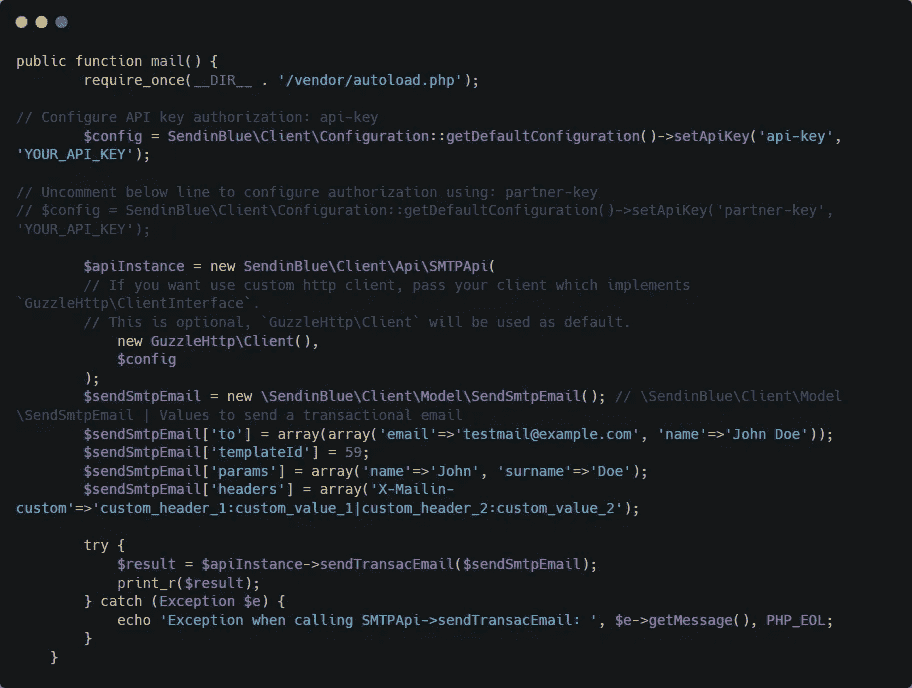 public function mail() {
        require_once(__DIR__ . '/vendor/autoload.php');
// Configure API key authorization: api-key
        $config = SendinBlue\Client\Configuration::getDefaultConfiguration()->setApiKey('api-key',
'YOUR_API_KEY');
// Uncomment below line to configure authorization using: partner-key
// $config = SendinBlue\Client\Configuration::getDefaultConfiguration()->setApiKey('partner-key',
'YOUR_API_KEY');
        $apiInstance = new SendinBlue\Client\Api\SMTPApi(
        // If you want use custom http client, pass your client which implements
`GuzzleHttp\ClientInterface`.
        // This is optional, `GuzzleHttp\Client` will be used as default.
            new GuzzleHttp\Client(),
            $config
        );
        $sendSmtpEmail = new \SendinBlue\Client\Model\SendSmtpEmail(); // \SendinBlue\Client\Model
\SendSmtpEmail | Values to send a transactional email
        $sendSmtpEmail['to'] = array(array('email'=>'testmail@example.com', 'name'=>'John Doe'));
        $sendSmtpEmail['templateId'] = 59;
        $sendSmtpEmail['params'] = array('name'=>'John', 'surname'=>'Doe');
        $sendSmtpEmail['headers'] = array('X-Mailin-
custom'=>'custom_header_1:custom_value_1|custom_header_2:custom_value_2');
        try {
            $result = $apiInstance->sendTransacEmail($sendSmtpEmail);
            print_r($result);
        } catch (Exception $e) {
            echo 'Exception when calling SMTPApi->sendTransacEmail: ', $e->getMessage(), PHP_EOL;
        }
    }